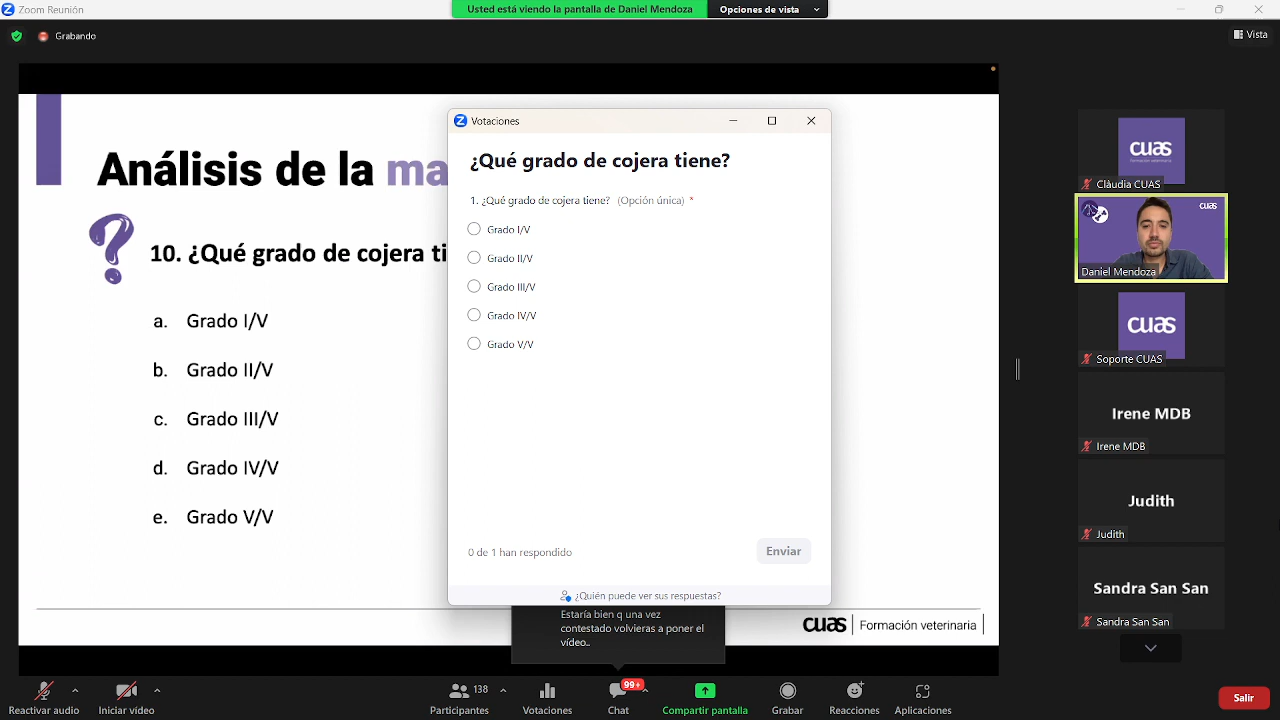 Zoom Reunión
Usted está viendo la pantalla de Daniel Mendoza
Opciones de vista
Grabando
Vista
Análisis de la ma
10. ¿Qué grado de cojera ti
a. Grado I/V
b. Grado II/V
c. Grado III/V
d. Grado IV/V
e. Grado V/V
Votaciones
¿Qué grado de cojera tiene?
1. ¿Qué grado de cojera tiene? (Opción única) *
Grado I/V
Grado II/V
Grado III/V
Grado IV/V
Grado V/V
0 de 1 han respondido
Enviar
¿Quién puede ver sus respuestas?
Estaría bien q una vez
contestado volvieras a poner el
vídeo..
cuas Formación veterinaria
cuas
Formación veterinaria
Clàudia CUAS
cuas
Daniel Mendoza
cuas
Soporte CUAS
Irene MDB
Irene MDB
Judith
Judith
Sandra San San
Sandra San San
Reactivar audio
Iniciar vídeo
138
Participantes
Votaciones
99+
Chat
Compartir pantalla
Grabar
Reacciones
Aplicaciones
Salir